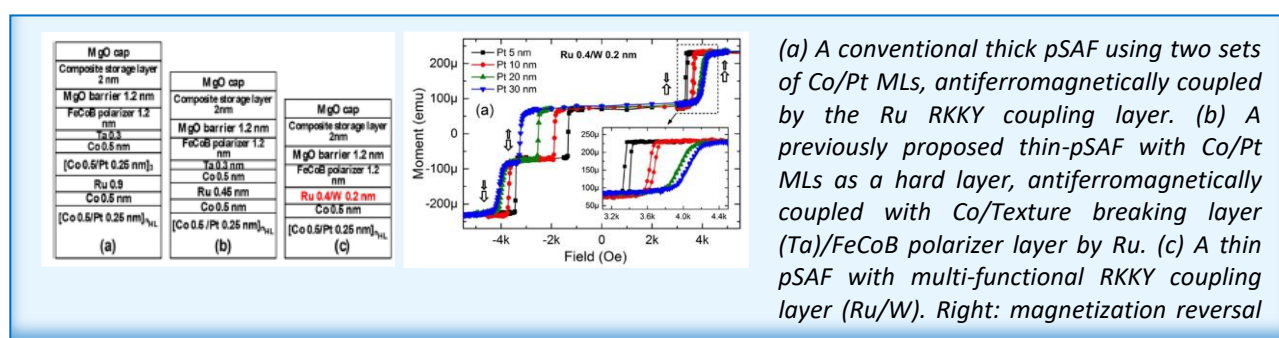 MgO cap
Composite storage layer
2 nm
MgO barrier 1.2 nm
FeCoB polarizer 1.2
nm
Ta 0.3
Co 0.5 nm
[Co 0.5/Pt 0.25 nm]₃
Ru 0.9
Co 0.5 nm
[Co 0.5/Pt 0.25 nm]nHL
(a)
MgO cap
Composite storage layer
2nm
MgO barrier 1.2 nm
FeCoB polarizer 1.2
nm
Ta 0.3 nm
Co 0.5 nm
Ru 0.45 nm
Co 0.5 nm
[Co 0.5 /Pt 0.25 nm]nHL
(b)
MgO cap
Composite storage layer
2nm
MgO barrier 1.2 nm
FeCoB polarizer 1.2
nm
Ru 0.4/W 0.2 nm
Co 0.5 nm
[Co 0.5/Pt 0.25 nm]nHL
(c)
Pt 5 nm
Pt 10 nm
Pt 20 nm
Pt 30 nm
Ru 0.4/W 0.2 nm
(a)
Moment (emu)
200µ
100µ
0
-100µ
-200µ
250µ
200µ
150µ
100µ
50µ
3.2k 3.6k 4.0k 4.4k
-4k -2k 0 2k 4k
Field (Oe)
(a) A conventional thick pSAF using two sets
of Co/Pt MLs, antiferromagnetically coupled
by the Ru RKKY coupling layer. (b) A
previously proposed thin-pSAF with Co/Pt
MLs as a hard layer, antiferromagnetically
coupled with Co/Texture breaking layer
(Ta)/FeCoB polarizer layer by Ru. (c) A thin
pSAF with multi-functional RKKY coupling
layer (Ru/W). Right: magnetization reversal